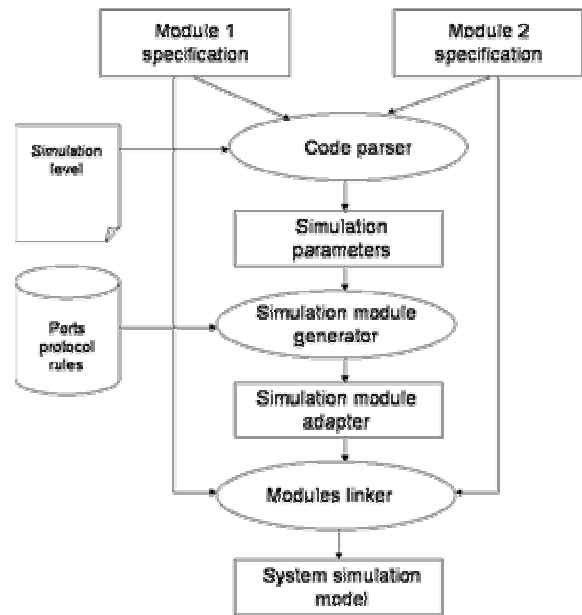 Module 1
specification
Module 2
specification
Simulation
level
Code parser
Simulation
parameters
Ports
protocol
rules
Simulation module
generator
Simulation module
adapter
Modules linker
System simulation
model